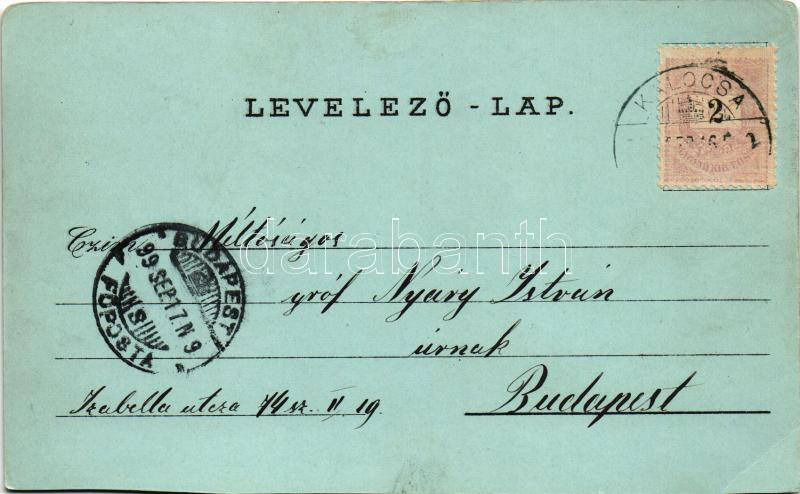 LEVELEZŐ - LAP.
KALOCSA
2
Czim Méltóságos
gróf Nyáry István
úrnak
Budapest
Izabella utcza 74 sz. II 19
BUDAPEST
99 SEP 17. N 9
FŐPOSTA
darabanth